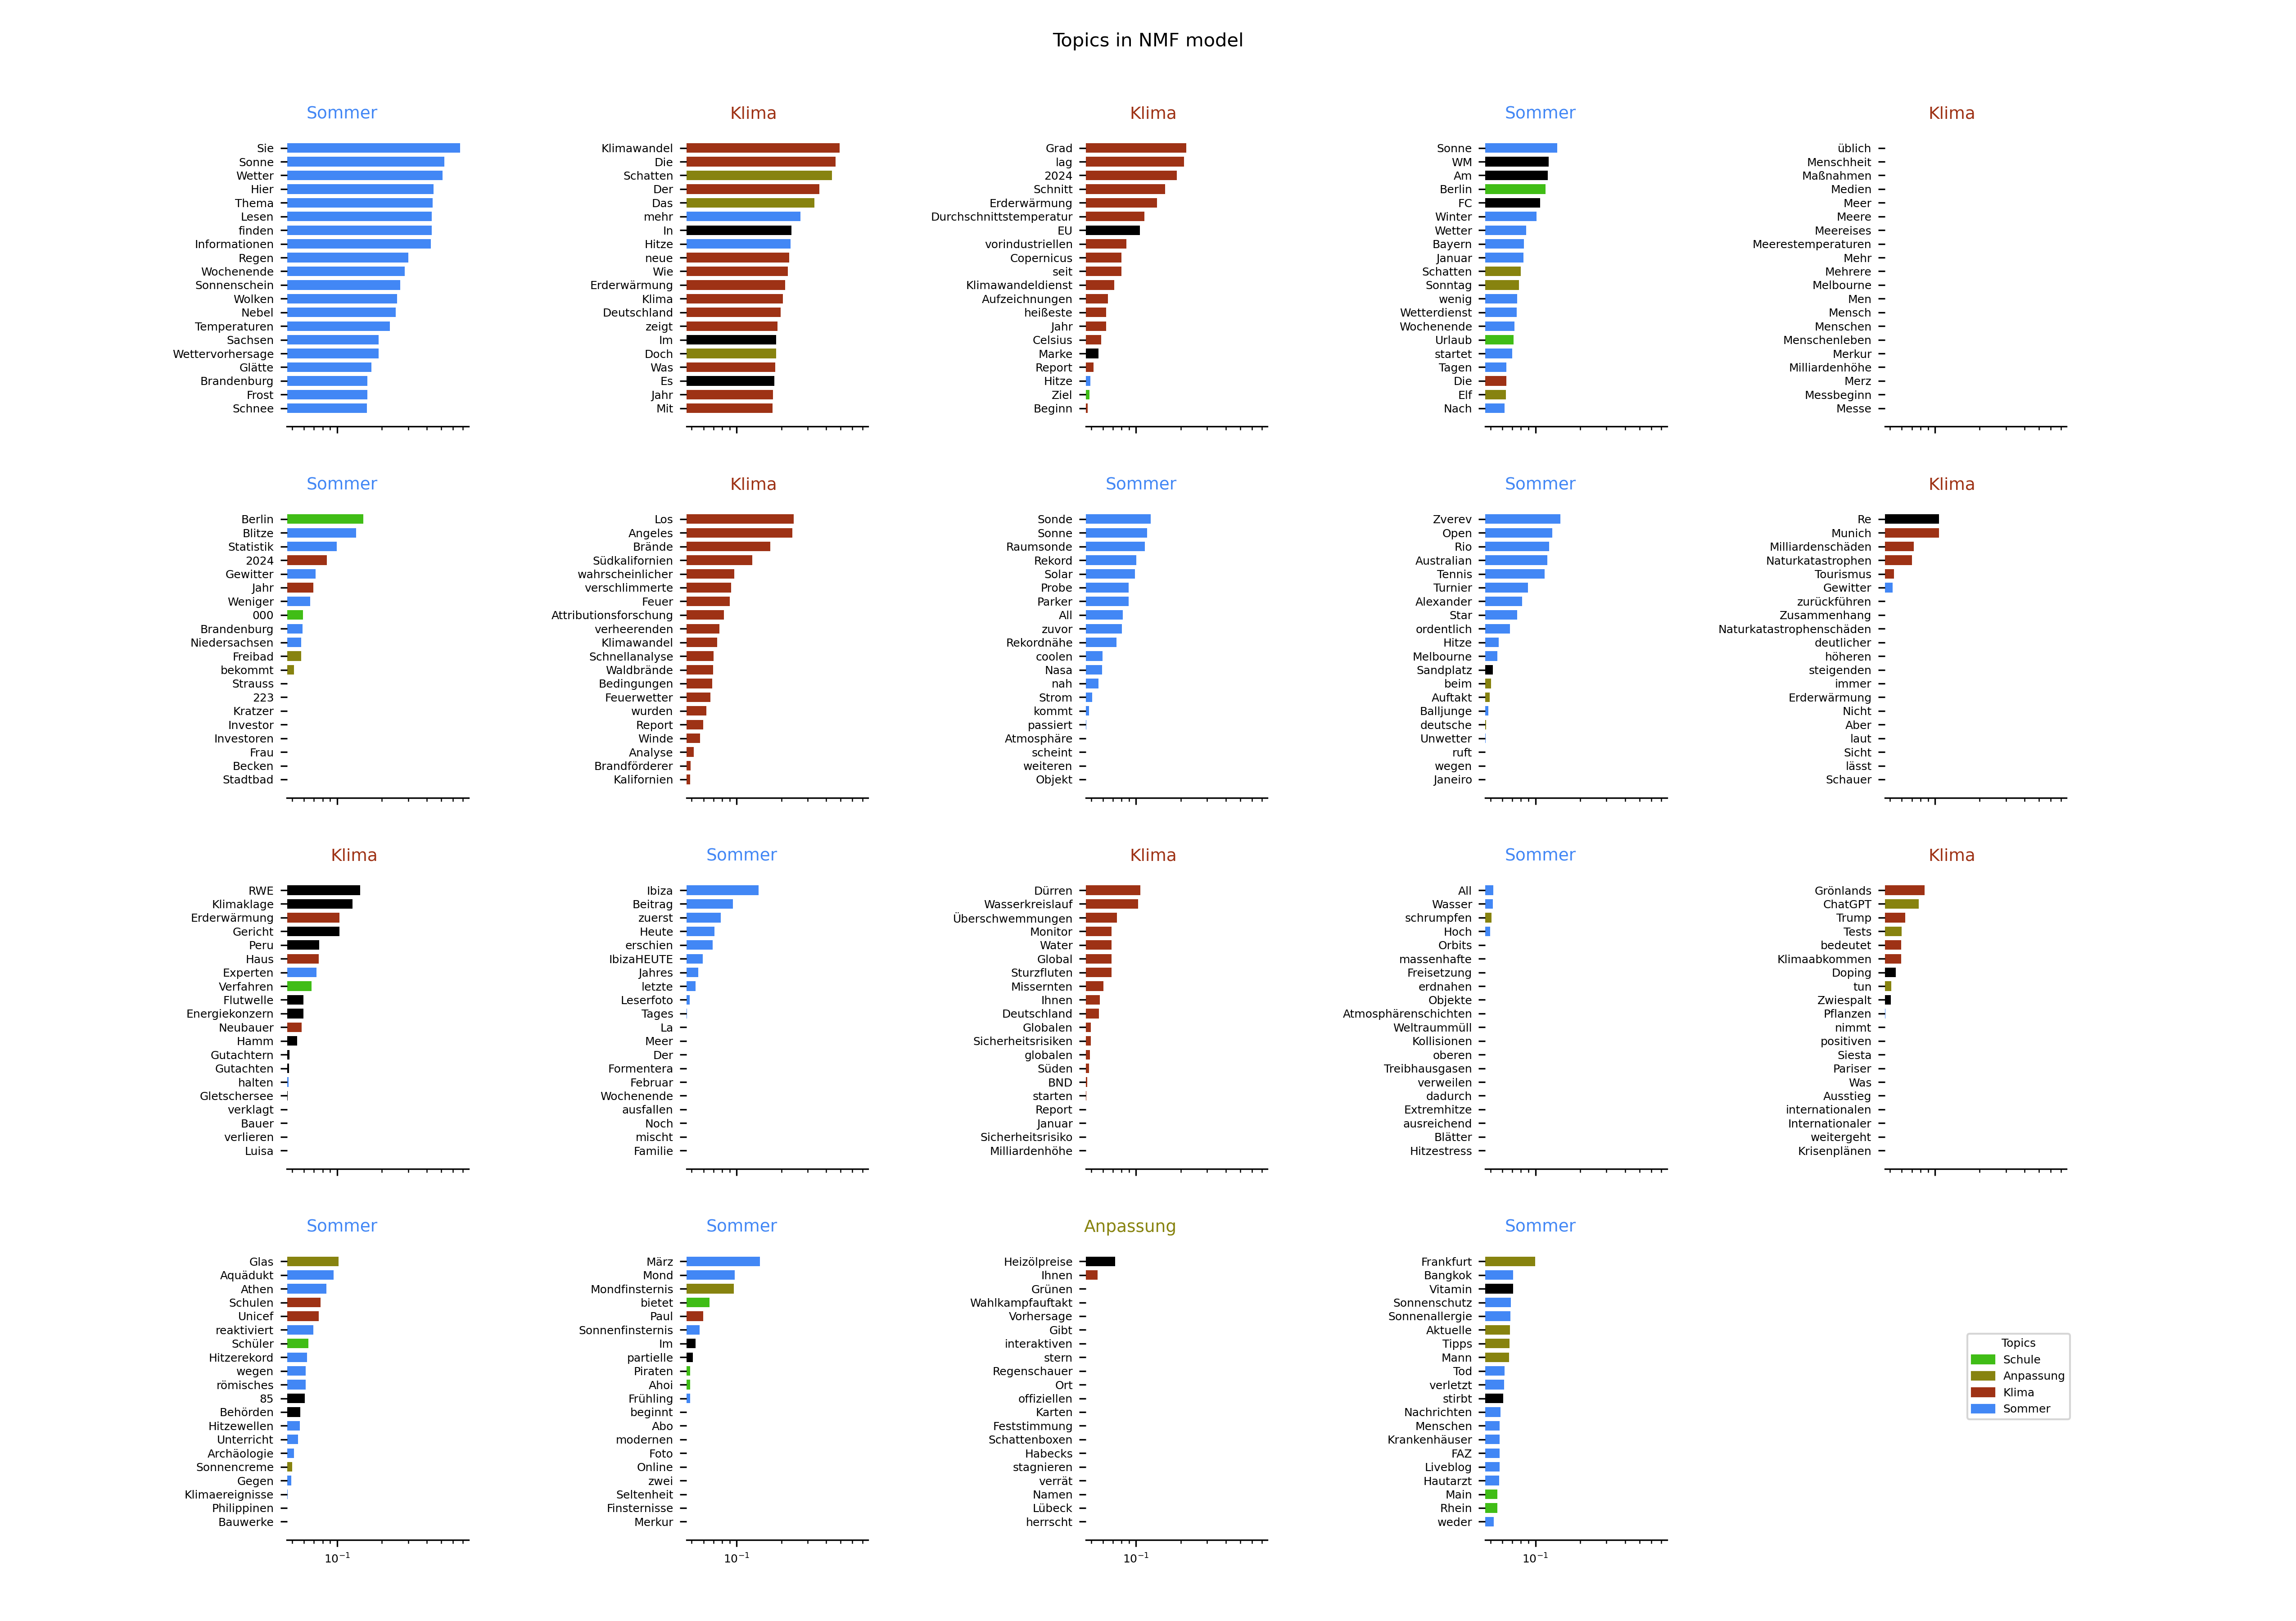 Topics in NMF model
Sommer
Sie
Sonne
Wetter
Hier
Thema
Lesen
finden
Informationen
Regen
Wochenende
Sonnenschein
Wolken
Nebel
Temperaturen
Sachsen
Wettervorhersage
Glätte
Brandenburg
Frost
Schnee
Klima
Klimawandel
Die
Schatten
Der
Das
mehr
In
Hitze
neue
Wie
Erderwärmung
Klima
Deutschland
zeigt
Im
Doch
Was
Es
Jahr
Mit
Klima
Grad
lag
2024
Schnitt
Erderwärmung
Durchschnittstemperatur
EU
vorindustriellen
Copernicus
seit
Klimawandeldienst
Aufzeichnungen
heißeste
Jahr
Celsius
Marke
Report
Hitze
Ziel
Beginn
Sommer
Sonne
WM
Am
Berlin
FC
Winter
Wetter
Bayern
Januar
Schatten
Sonntag
wenig
Wetterdienst
Wochenende
Urlaub
startet
Tagen
Die
Elf
Nach
Klima
üblich
Menschheit
Maßnahmen
Medien
Meer
Meere
Meereises
Meerestemperaturen
Mehr
Mehrere
Melbourne
Men
Mensch
Menschen
Menschenleben
Merkur
Milliardenhöhe
Merz
Messbeginn
Messe
Sommer
Berlin
Blitze
Statistik
2024
Gewitter
Jahr
Weniger
000
Brandenburg
Niedersachsen
Freibad
bekommt
Strauss
223
Kratzer
Investor
Investoren
Frau
Becken
Stadtbad
Klima
Los
Angeles
Brände
Südkalifornien
wahrscheinlicher
verschlimmerte
Feuer
Attributionsforschung
verheerenden
Klimawandel
Schnellanalyse
Waldbrände
Bedingungen
Feuerwetter
wurden
Report
Winde
Analyse
Brandförderer
Kalifornien
Sommer
Sonde
Sonne
Raumsonde
Rekord
Solar
Probe
Parker
All
zuvor
Rekordnähe
coolen
Nasa
nah
Strom
kommt
passiert
Atmosphäre
scheint
weiteren
Objekt
Sommer
Zverev
Open
Rio
Australian
Tennis
Turnier
Alexander
Star
ordentlich
Hitze
Melbourne
Sandplatz
beim
Auftakt
Balljunge
deutsche
Unwetter
ruft
wegen
Janeiro
Klima
Re
Munich
Milliardenschäden
Naturkatastrophen
Tourismus
Gewitter
zurückführen
Zusammenhang
Naturkatastrophenschäden
deutlicher
höheren
steigenden
immer
Erderwärmung
Nicht
Aber
laut
Sicht
lässt
Schauer
Klima
RWE
Klimaklage
Erderwärmung
Gericht
Peru
Haus
Experten
Verfahren
Flutwelle
Energiekonzern
Neubauer
Hamm
Gutachtern
Gutachten
halten
Gletschersee
verklagt
Bauer
verlieren
Luisa
Sommer
Ibiza
Beitrag
zuerst
Heute
erschien
IbizaHEUTE
Jahres
letzte
Leserfoto
Tages
La
Meer
Der
Formentera
Februar
Wochenende
ausfallen
Noch
mischt
Familie
Klima
Dürren
Wasserkreislauf
Überschwemmungen
Monitor
Water
Global
Sturzfluten
Missernten
Ihnen
Deutschland
Globalen
Sicherheitsrisiken
globalen
Süden
BND
starten
Report
Januar
Sicherheitsrisiko
Milliardenhöhe
Sommer
All
Wasser
schrumpfen
Hoch
Orbits
massenhafte
Freisetzung
erdnahen
Objekte
Atmosphärenschichten
Weltraummüll
Kollisionen
oberen
Treibhausgasen
verweilen
dadurch
Extremhitze
ausreichend
Blätter
Hitzestress
Klima
Grönlands
ChatGPT
Trump
Tests
bedeutet
Klimaabkommen
Doping
tun
Zwiespalt
Pflanzen
nimmt
positiven
Siesta
Pariser
Was
Ausstieg
internationalen
Internationaler
weitergeht
Krisenplänen
Sommer
Glas
Aquädukt
Athen
Schulen
Unicef
reaktiviert
Schüler
Hitzerekord
wegen
römisches
85
Behörden
Hitzewellen
Unterricht
Archäologie
Sonnencreme
Gegen
Klimaereignisse
Philippinen
Bauwerke
10⁻¹
Sommer
März
Mond
Mondfinsternis
bietet
Paul
Sonnenfinsternis
Im
partielle
Piraten
Ahoi
Frühling
beginnt
Abo
modernen
Foto
Online
zwei
Seltenheit
Finsternisse
Merkur
10⁻¹
Anpassung
Heizölpreise
Ihnen
Grünen
Wahlkampfauftakt
Vorhersage
Gibt
interaktiven
stern
Regenschauer
Ort
offiziellen
Karten
Feststimmung
Schattenboxen
Habecks
stagnieren
verrät
Namen
Lübeck
herrscht
10⁻¹
Sommer
Frankfurt
Bangkok
Vitamin
Sonnenschutz
Sonnenallergie
Aktuelle
Tipps
Mann
Tod
verletzt
stirbt
Nachrichten
Menschen
Krankenhäuser
FAZ
Liveblog
Hautarzt
Main
Rhein
weder
10⁻¹
Topics
Schule
Anpassung
Klima
Sommer